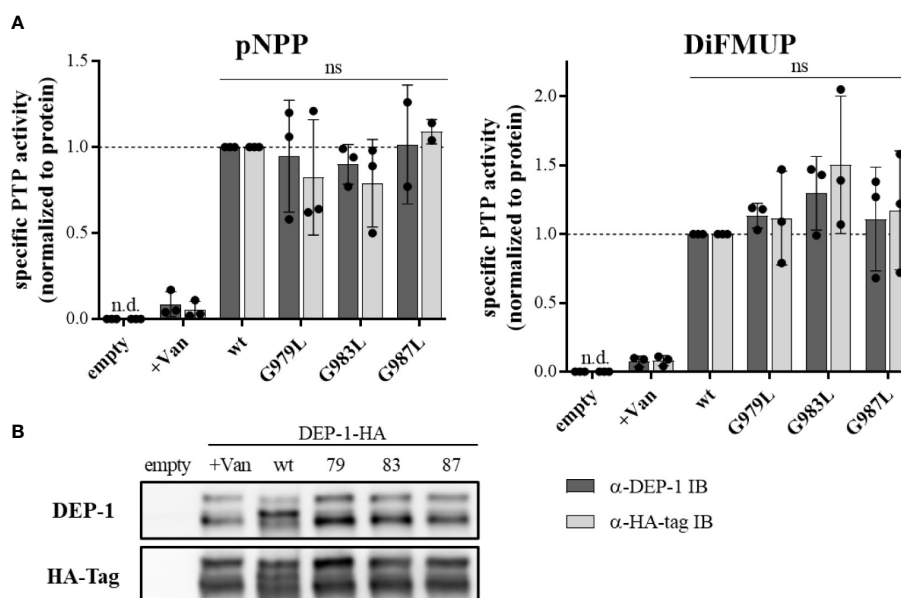 A
pNPP
ns
specific PTP activity
(normalized to protein)
1.5
1.0
0.5
0.0
n.d.
empty
+Van
wt
G979L
G983L
G987L
DiFMUP
ns
specific PTP activity
(normalized to protein)
2.0
1.5
1.0
0.5
0.0
n.d.
empty
+Van
wt
G979L
G983L
G987L
B
DEP-1-HA
empty +Van wt 79 83 87
DEP-1
HA-Tag
α-DEP-1 IB
α-HA-tag IB